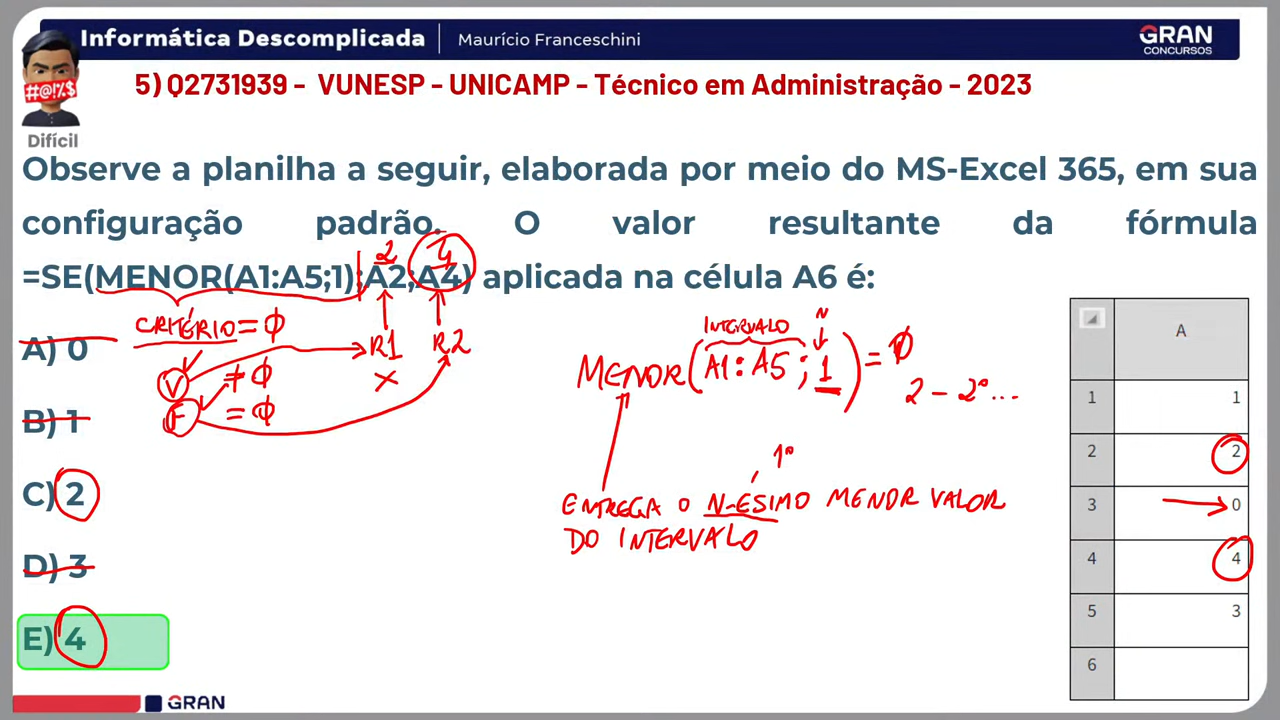 Informática Descomplicada | Maurício Franceschini
GRAN
CONCURSOS
#@!%$
Difícil
5) Q2731939 - VUNESP - UNICAMP - Técnico em Administração - 2023
Observe a planilha a seguir, elaborada por meio do MS-Excel 365, em sua
configuração padrão. O valor resultante da fórmula
2 4
=SE(MENOR(A1:A5;1);A2;A4) aplicada na célula A6 é:
CRITÉRIO = Ø
R1 R2
V ≠ Ø
F = Ø
A) 0
B) 1
C) 2
D) 3
E) 4
INTERVALO N
MENOR(A1:A5;1) = Ø
2 - 2º ...
1º
ENTREGA O N-ÉSIMO MENOR VALOR
DO INTERVALO
A
1 1
2 2
3 0
4 4
5 3
6
GRAN